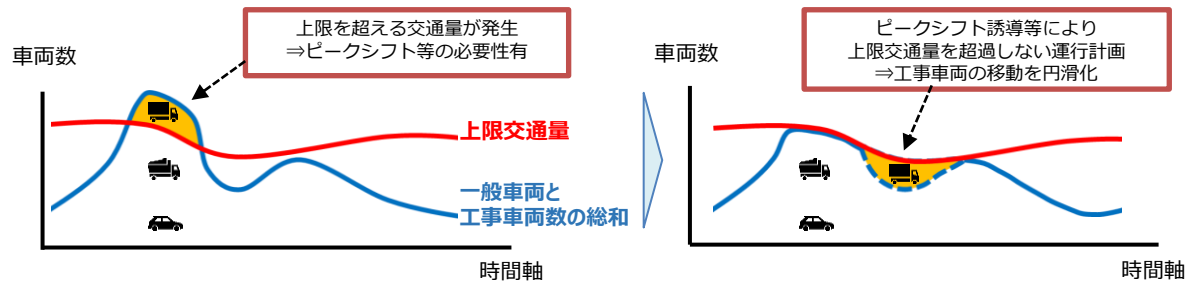 上限を超える交通量が発生
⇒ピークシフト等の必要性有
車両数
上限交通量
一般車両と
工事車両数の総和
時間軸
ピークシフト誘導等により
上限交通量を超過しない運行計画
⇒工事車両の移動を円滑化
車両数
時間軸